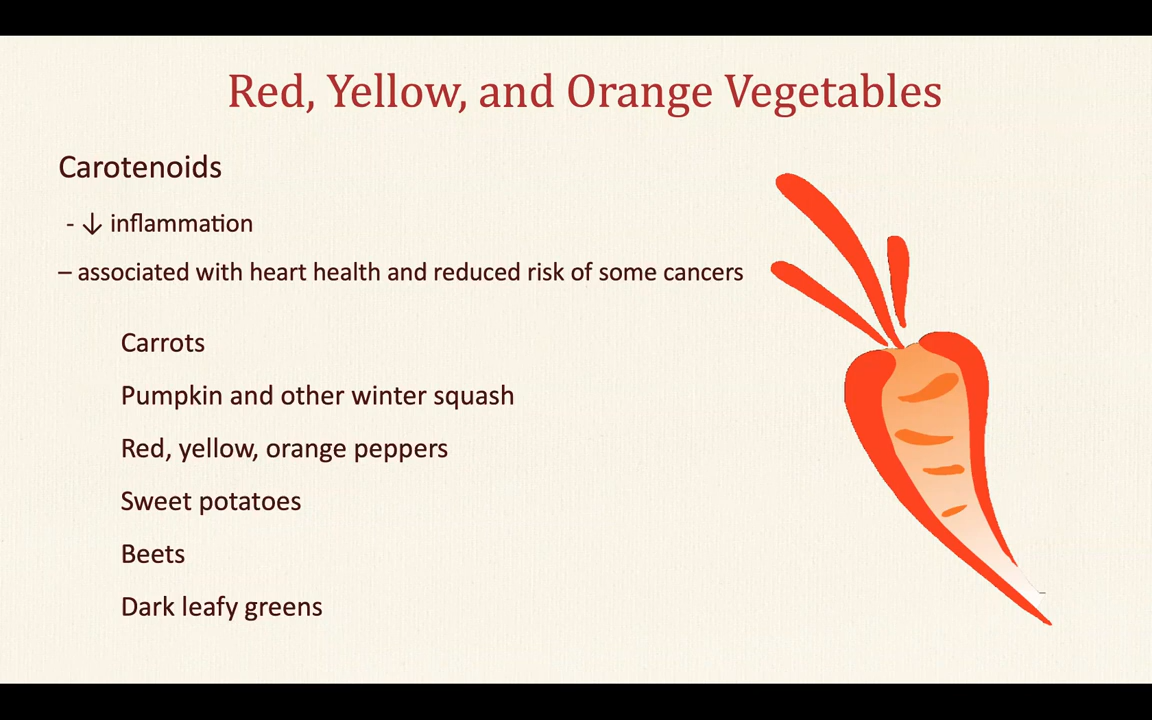 Red, Yellow, and Orange Vegetables
Carotenoids
- ↓ inflammation
– associated with heart health and reduced risk of some cancers
Carrots
Pumpkin and other winter squash
Red, yellow, orange peppers
Sweet potatoes
Beets
Dark leafy greens